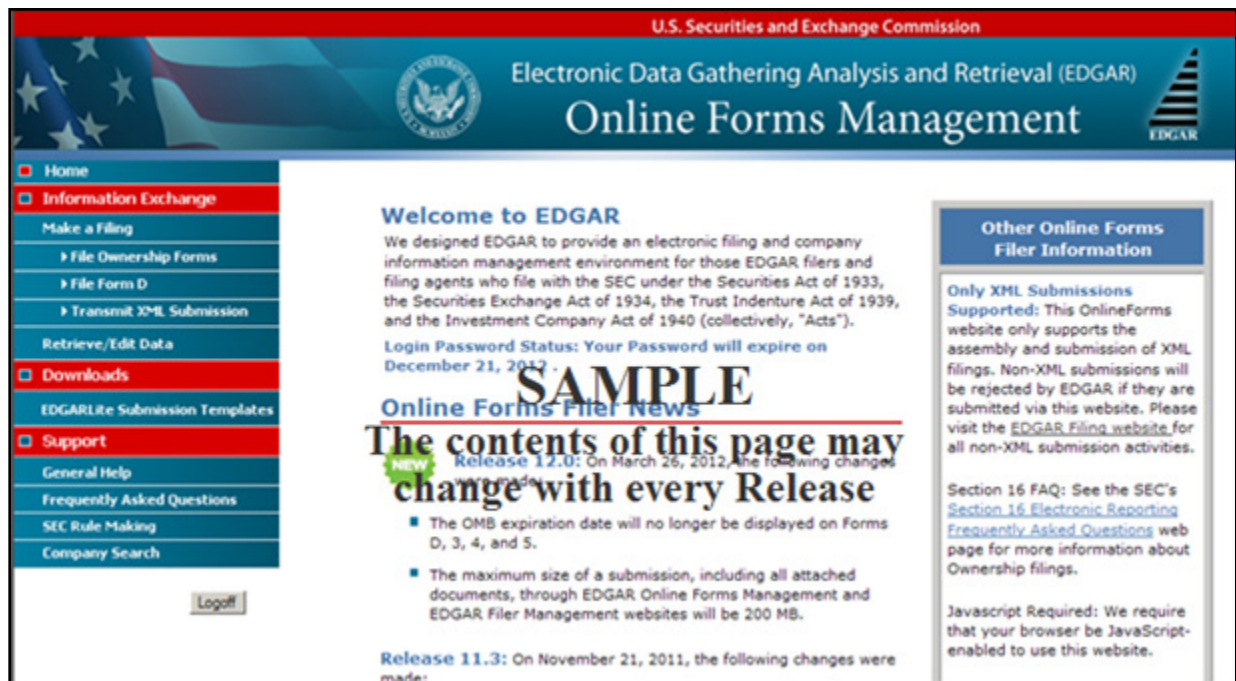 U.S. Securities and Exchange Commission
Electronic Data Gathering Analysis and Retrieval (EDGAR)
Online Forms Management
EDGAR
Home
Information Exchange
Make a Filing
File Ownership Forms
File Form D
Transmit XML Submission
Retrieve/Edit Data
Downloads
EDGARLite Submission Templates
Support
General Help
Frequently Asked Questions
SEC Rule Making
Company Search
Logoff
Welcome to EDGAR
We designed EDGAR to provide an electronic filing and company
information management environment for those EDGAR filers and
filing agents who file with the SEC under the Securities Act of 1933,
the Securities Exchange Act of 1934, the Trust Indenture Act of 1939,
and the Investment Company Act of 1940 (collectively, "Acts").
Login Password Status: Your Password will expire on
December 21, 2012 .
SAMPLE
Online Forms Filer News
The contents of this page may
change with every Release
NEW
Release 12.0: On March 26, 2012, the following changes
were made:
The OMB expiration date will no longer be displayed on Forms
D, 3, 4, and 5.
The maximum size of a submission, including all attached
documents, through EDGAR Online Forms Management and
EDGAR Filer Management websites will be 200 MB.
Release 11.3: On November 21, 2011, the following changes were
made:
Other Online Forms
Filer Information
Only XML Submissions
Supported: This OnlineForms
website only supports the
assembly and submission of XML
filings. Non-XML submissions will
be rejected by EDGAR if they are
submitted via this website. Please
visit the EDGAR Filing website for
all non-XML submission activities.
Section 16 FAQ: See the SEC's
Section 16 Electronic Reporting
Frequently Asked Questions web
page for more information about
Ownership filings.
Javascript Required: We require
that your browser be JavaScript-
enabled to use this website.